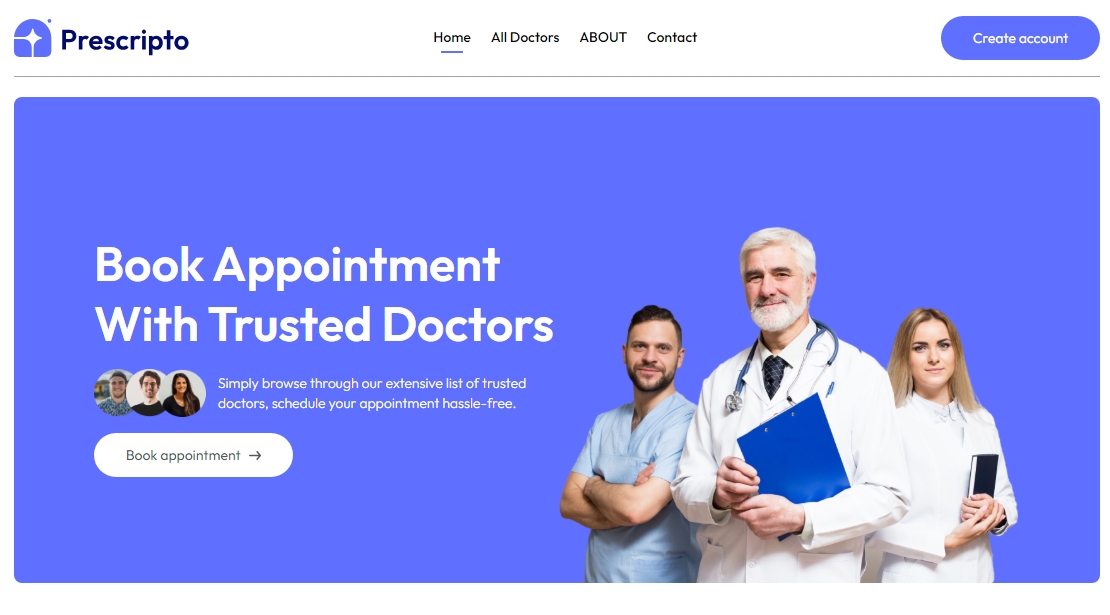 Prescripto
Home
All Doctors
ABOUT
Contact
Create account
Book Appointment
With Trusted Doctors
Simply browse through our extensive list of trusted
doctors, schedule your appointment hassle-free.
Book appointment →